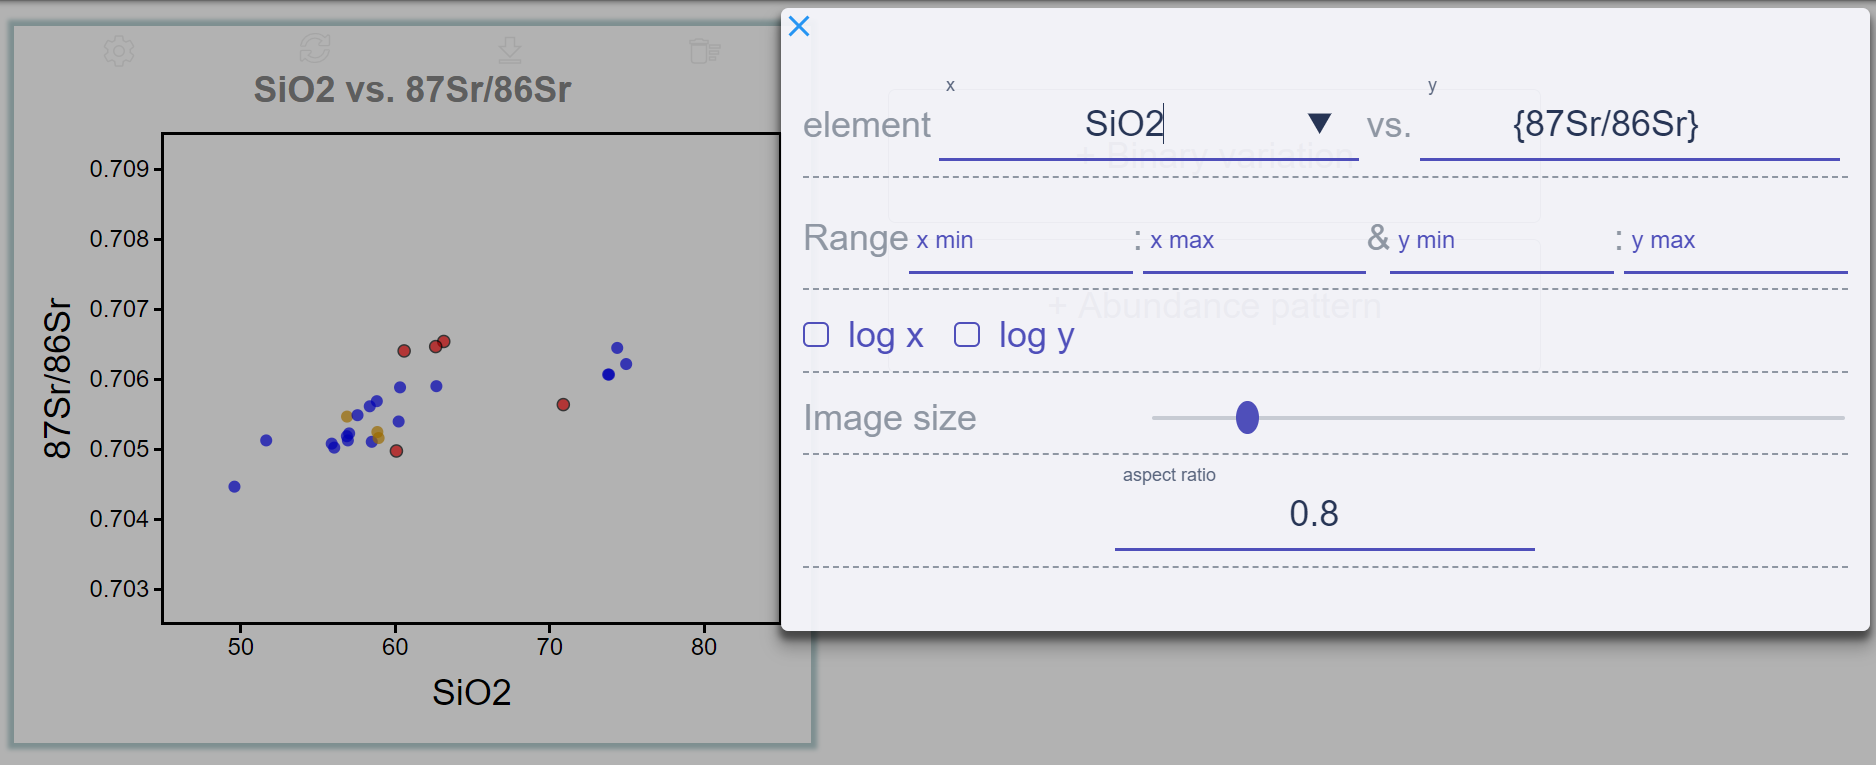 SiO2 vs. 87Sr/86Sr
0.709
0.708
0.707
0.706
0.705
0.704
0.703
87Sr/86Sr
50 60 70 80
SiO2
x y
element SiO2 vs. {87Sr/86Sr}
+ Binary variation
Range x min : x max & y min : y max
+ Abundance pattern
log x log y
Image size
aspect ratio
0.8